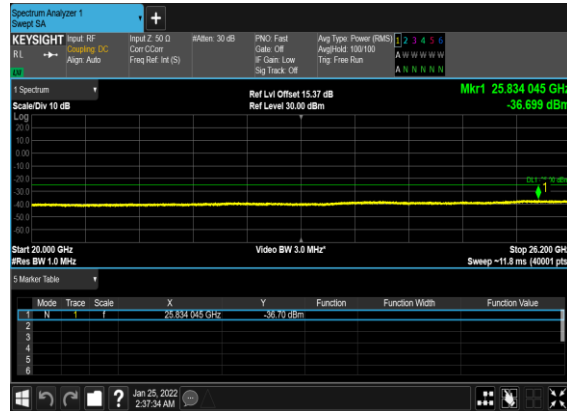 Spectrum Analyzer 1
Swept SA
+
KEYSIGHT Input: RF Input Z: 50 Ω #Atten: 30 dB PNO: Fast Avg Type: Power (RMS) 1 2 3 4 5 6
RL Coupling: DC Corr CCorr Gate: Off Avg|Hold: 100/100 A W W W W W
Align: Auto Freq Ref: Int (S) IF Gain: Low Trig: Free Run
Sig Track: Off A N N N N N
1 Spectrum Ref Lvl Offset 15.37 dB Mkr1 25.834 045 GHz
Scale/Div 10 dB Ref Level 30.00 dBm -36.699 dBm
Log
20.0
10.0
0.00
-10.0
-20.0
-30.0
-40.0
-50.0
-60.0
1
Start 20.000 GHz Video BW 3.0 MHz* Stop 26.200 GHz
#Res BW 1.0 MHz Sweep ~11.8 ms (40001 pts)
5 Marker Table
Mode Trace Scale X Y Function Function Width Function Value
1 N 1 f 25.834 045 GHz -36.70 dBm
2
3
4
5
6
? Jan 25, 2022
2:37:34 AM